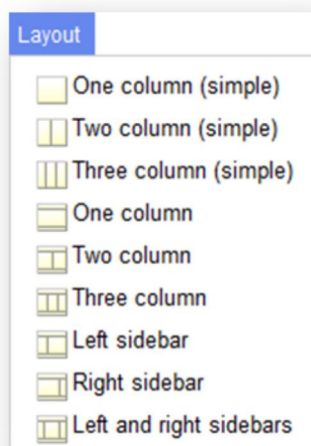 Layout
One column (simple)
Two column (simple)
Three column (simple)
One column
Two column
Three column
Left sidebar
Right sidebar
Left and right sidebars